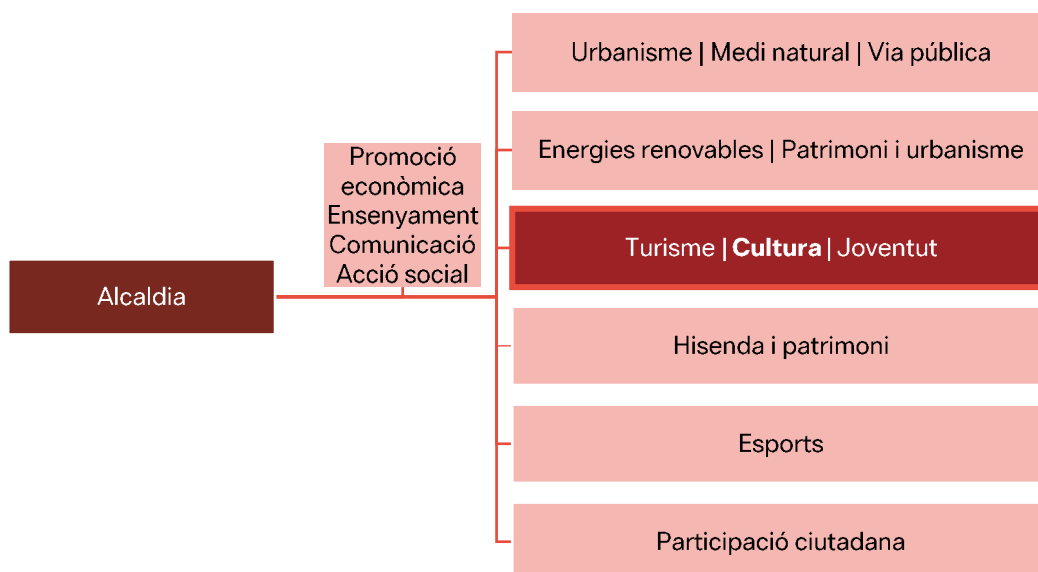 Alcaldia
Promoció
econòmica
Ensenyament
Comunicació
Acció social
Urbanisme | Medi natural | Via pública
Energies renovables | Patrimoni i urbanisme
Turisme | Cultura | Joventut
Hisenda i patrimoni
Esports
Participació ciutadana